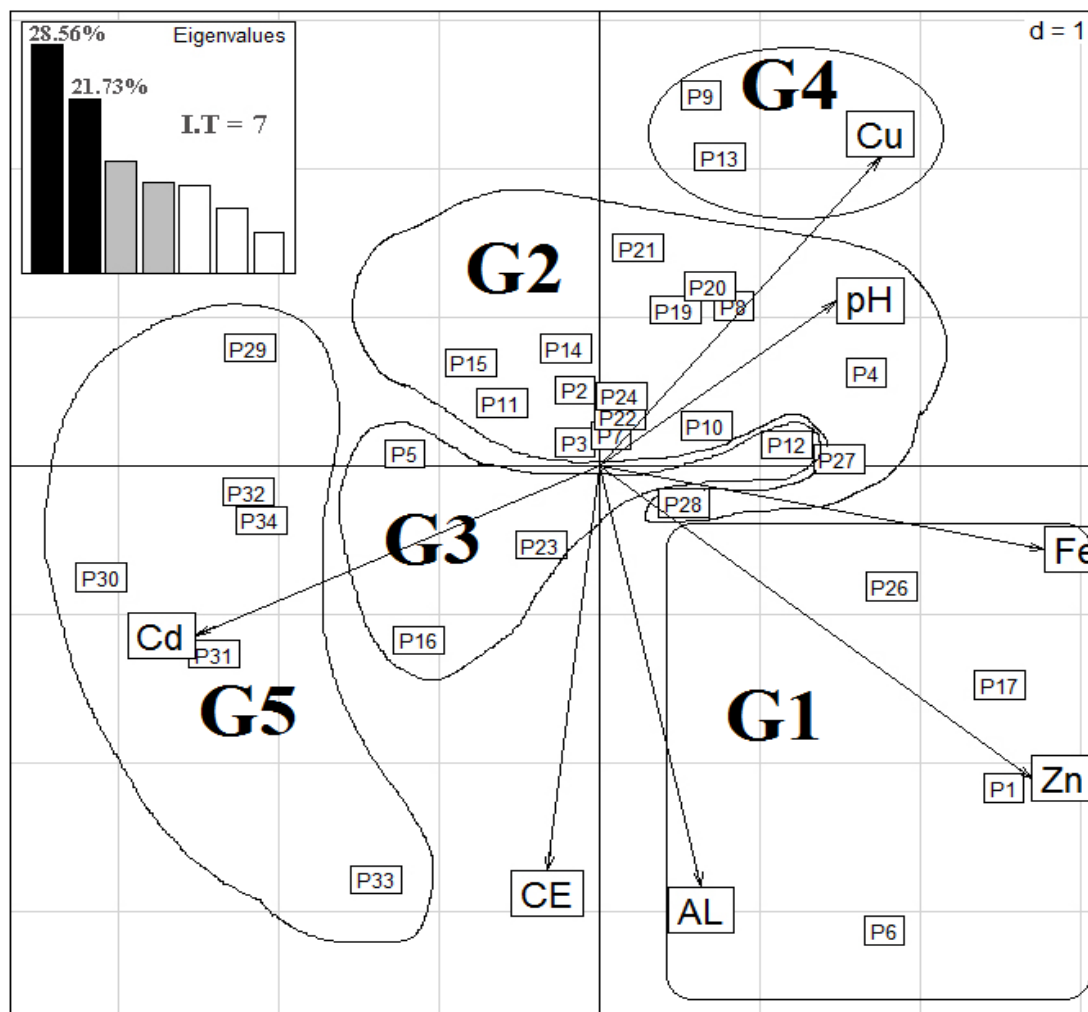 28.56%
Eigenvalues
d = 1
21.73%
I.T = 7
P9
G4
Cu
P13
G2
P21
P20
P19
P8
pH
P29
P15
P14
P4
P2
P11
P24
P22
P10
P7
P3
P12
P5
P27
P32
P28
P34
G3
P23
Fe
P30
P26
Cd
P16
P31
P17
G5
G1
Zn
P1
P33
CE
AL
P6